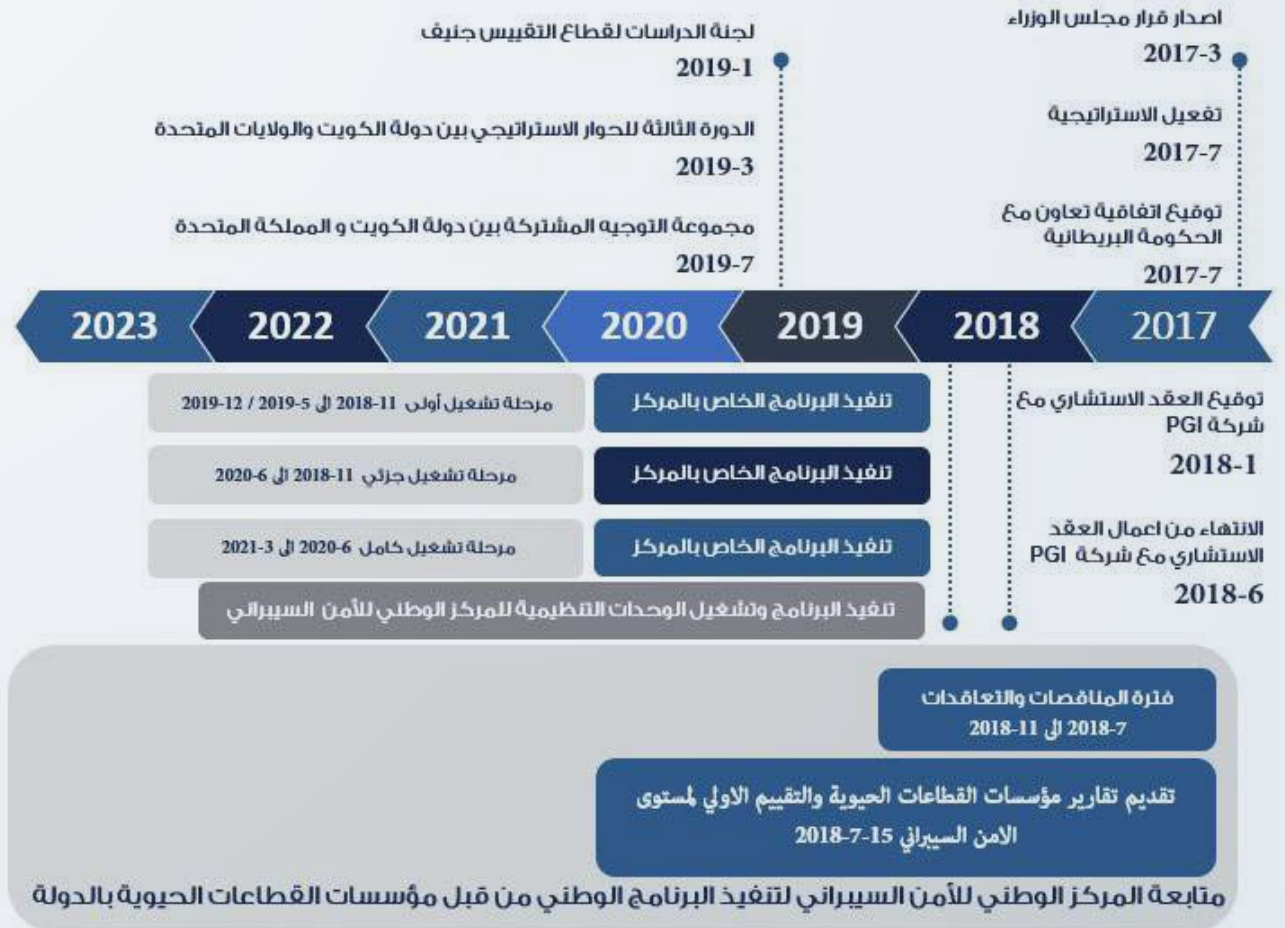 اصدار قرار مجلس الوزراء
2017-3
تفعيل الاستراتيجية
2017-7
توقيع اتفاقية تعاون مع
الحكومة البريطانية
2017-7
لجنة الدراسات لقطاع التقييس جنيف
2019-1
الدورة الثالثة للحوار الاستراتيجي بين دولة الكويت والولايات المتحدة
2019-3
مجموعة التوجيه المشتركة بين دولة الكويت و المملكة المتحدة
2019-7
2017
2018
2019
2020
2021
2022
2023
توقيع العقد الاستشاري مع
شركة PGI
2018-1
الانتهاء من اعمال العقد
الاستشاري مع شركة PGI
2018-6
تنفيذ البرنامج الخاص بالمركز
مرحلة تشغيل أولى 11-2018 الى 5-2019 / 12-2019
تنفيذ البرنامج الخاص بالمركز
مرحلة تشغيل جزئي 11-2018 الى 6-2020
تنفيذ البرنامج الخاص بالمركز
مرحلة تشغيل كامل 6-2020 الى 3-2021
تنفيذ البرنامج وتشغيل الوحدات التنظيمية للمركز الوطني للأمن السيبراني
فترة المناقصات والتعاقدات
7-2018 الى 11-2018
تقديم تقارير مؤسسات القطاعات الحيوية والتقييم الاولي لمستوى
الامن السيبراني 15-7-2018
متابعة المركز الوطني للأمن السيبراني لتنفيذ البرنامج الوطني من قبل مؤسسات القطاعات الحيوية بالدولة